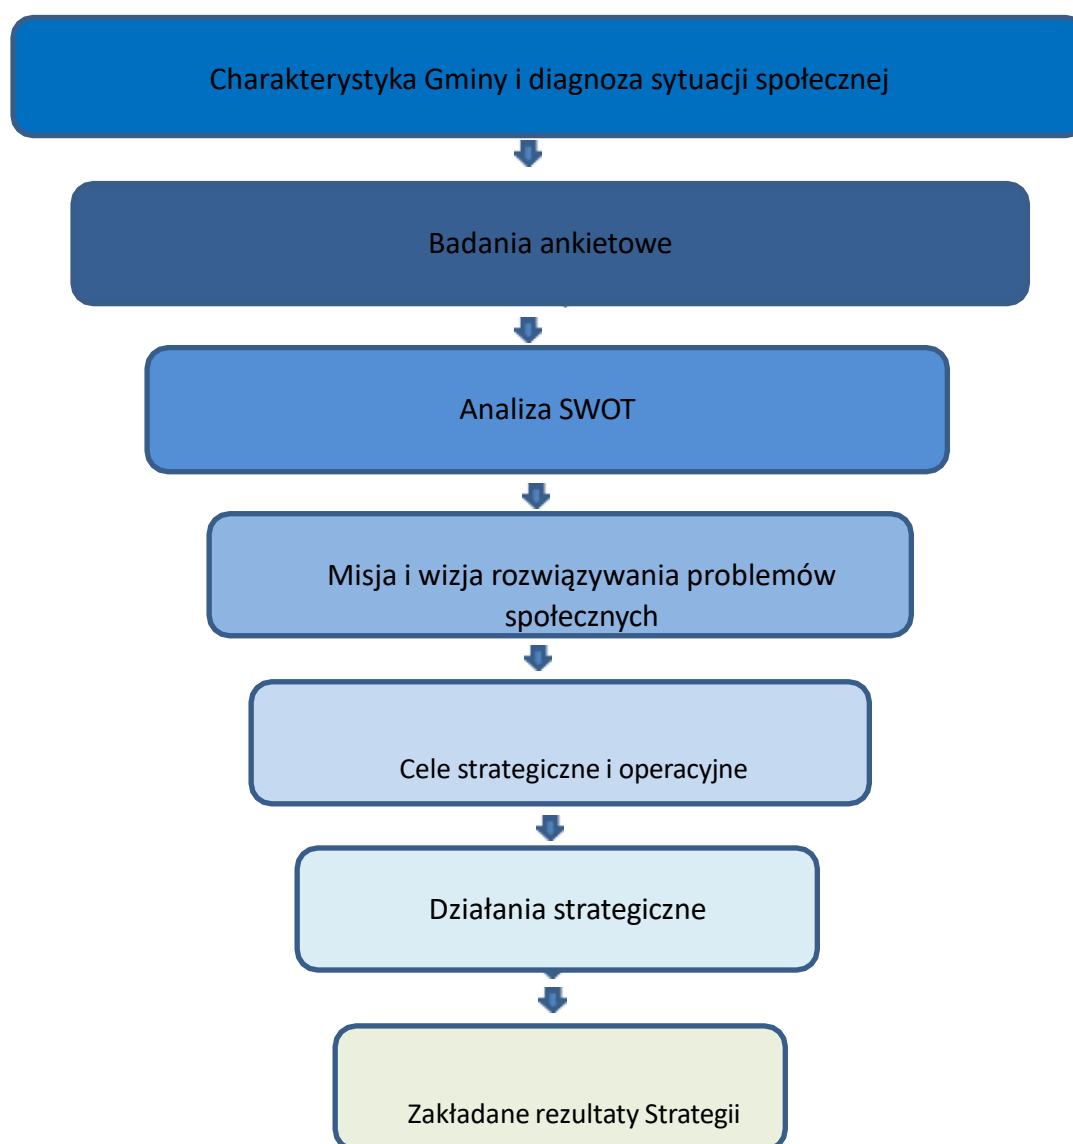 Charakterystyka Gminy i diagnoza sytuacji społecznej
Badania ankietowe
Analiza SWOT
Misja i wizja rozwiązywania problemów
społecznych
Cele strategiczne i operacyjne
Działania strategiczne
Zakładane rezultaty Strategii